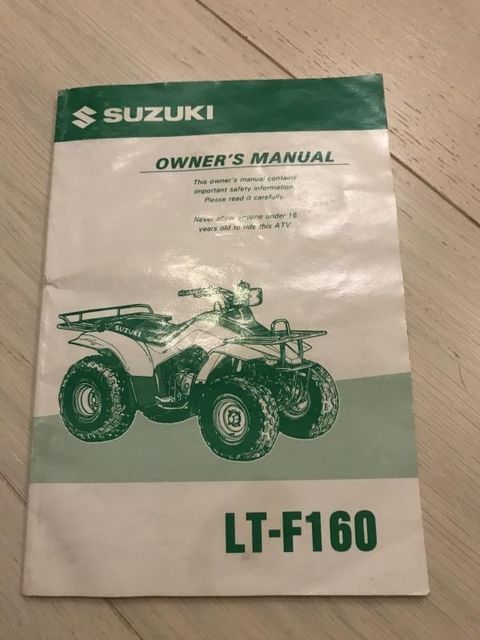 SUZUKI
OWNER'S MANUAL
This owner's manual contains
important safety information.
Please read it carefully.
Never allow anyone under 16
years old to ride this ATV.
SUZUKI
LT-F160